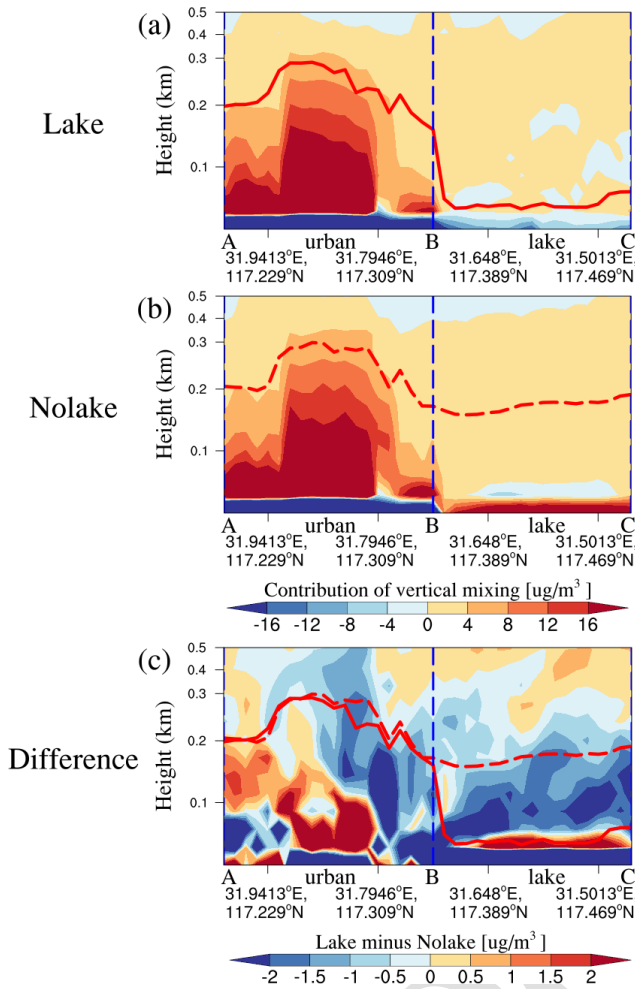 (a)
Lake
Height (km)
0.5
0.4
0.3
0.2
0.1
A urban B lake C
31.9413°E, 31.7946°E, 31.648°E, 31.5013°E,
117.229°N 117.309°N 117.389°N 117.469°N
(b)
Nolake
Height (km)
0.5
0.4
0.3
0.2
0.1
A urban B lake C
31.9413°E, 31.7946°E, 31.648°E, 31.5013°E,
117.229°N 117.309°N 117.389°N 117.469°N
Contribution of vertical mixing [ug/m³]
-16 -12 -8 -4 0 4 8 12 16
(c)
Difference
Height (km)
0.5
0.4
0.3
0.2
0.1
A urban B lake C
31.9413°E, 31.7946°E, 31.648°E, 31.5013°E,
117.229°N 117.309°N 117.389°N 117.469°N
Lake minus Nolake [ug/m³]
-2 -1.5 -1 -0.5 0 0.5 1 1.5 2